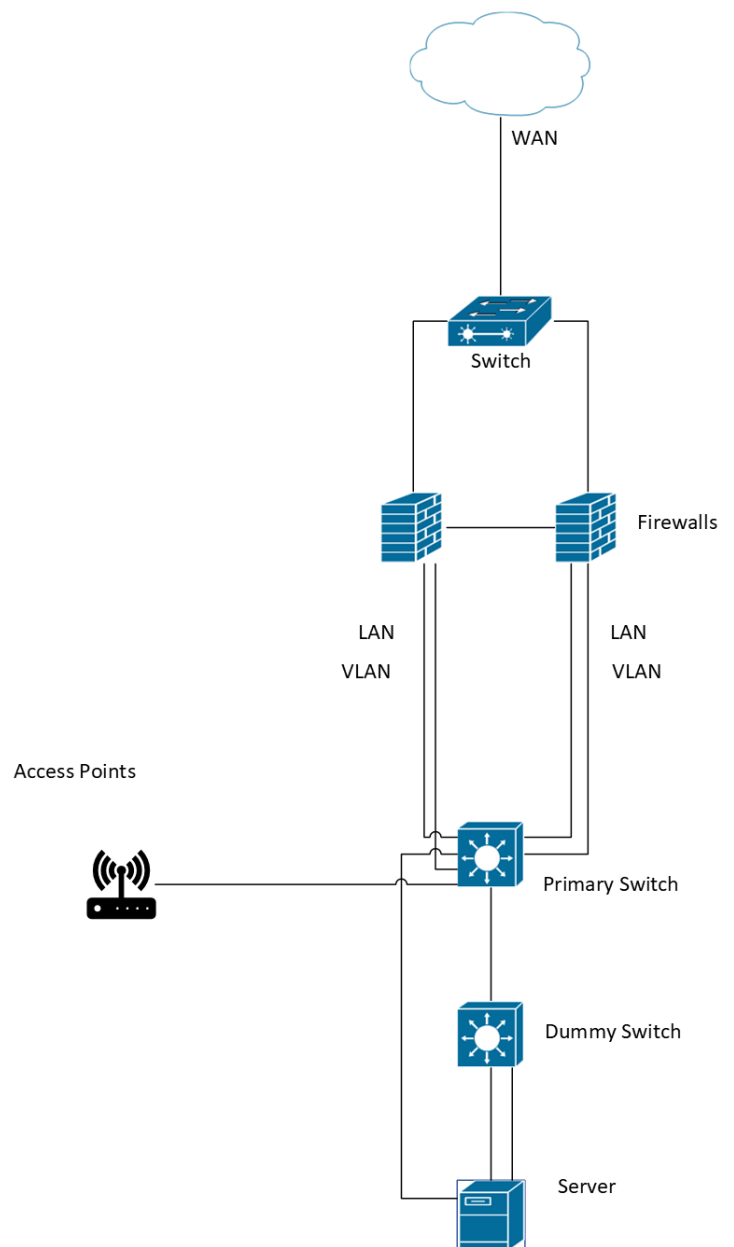 WAN
Switch
Firewalls
LAN
LAN
VLAN
VLAN
Access Points
Primary Switch
Dummy Switch
Server